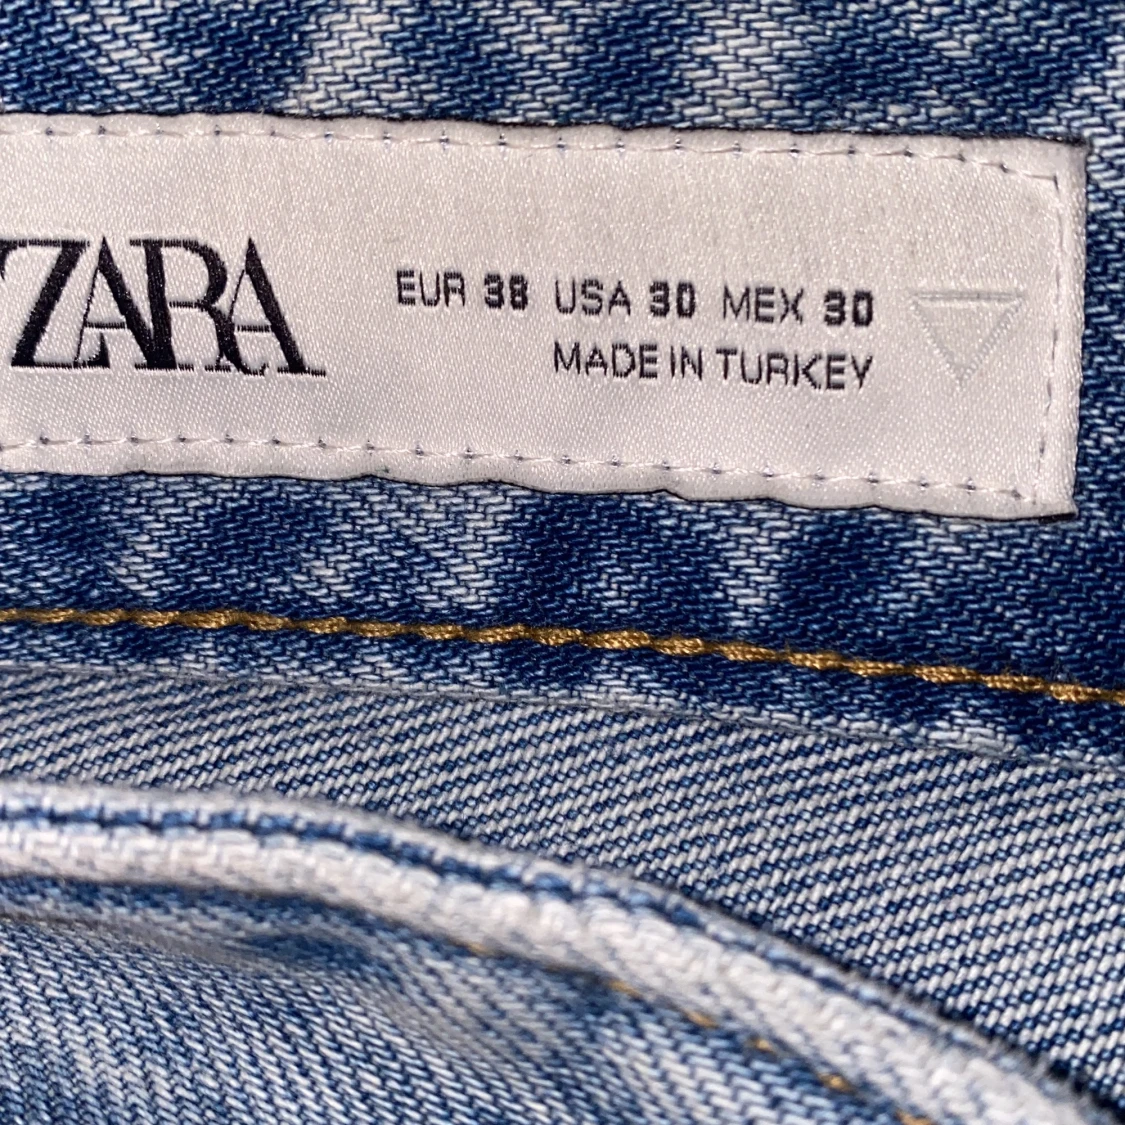 ZARA
EUR 38 USA 30 MEX 30
MADE IN TURKEY